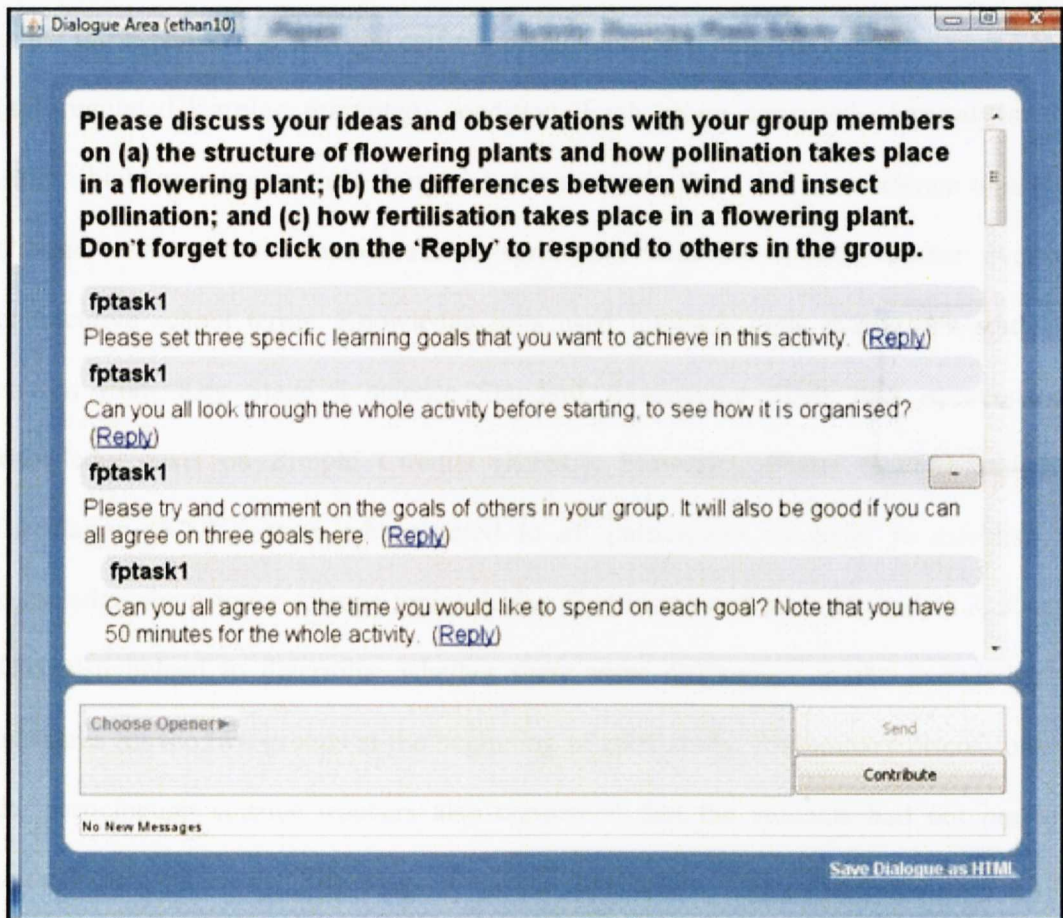 Dialogue Area (ethan10)
Please discuss your ideas and observations with your group members
on (a) the structure of flowering plants and how pollination takes place
in a flowering plant; (b) the differences between wind and insect
pollination; and (c) how fertilisation takes place in a flowering plant.
Don`t forget to click on the ‘Reply’ to respond to others in the group.
fptask1
Please set three specific learning goals that you want to achieve in this activity. (Reply)
fptask1
Can you all look through the whole activity before starting, to see how it is organised?
(Reply)
fptask1
Please try and comment on the goals of others in your group. It will also be good if you can
all agree on three goals here. (Reply)
fptask1
Can you all agree on the time you would like to spend on each goal? Note that you have
50 minutes for the whole activity. (Reply)
Choose Opener►
Send
Contribute
No New Messages
Save Dialogue as HTML